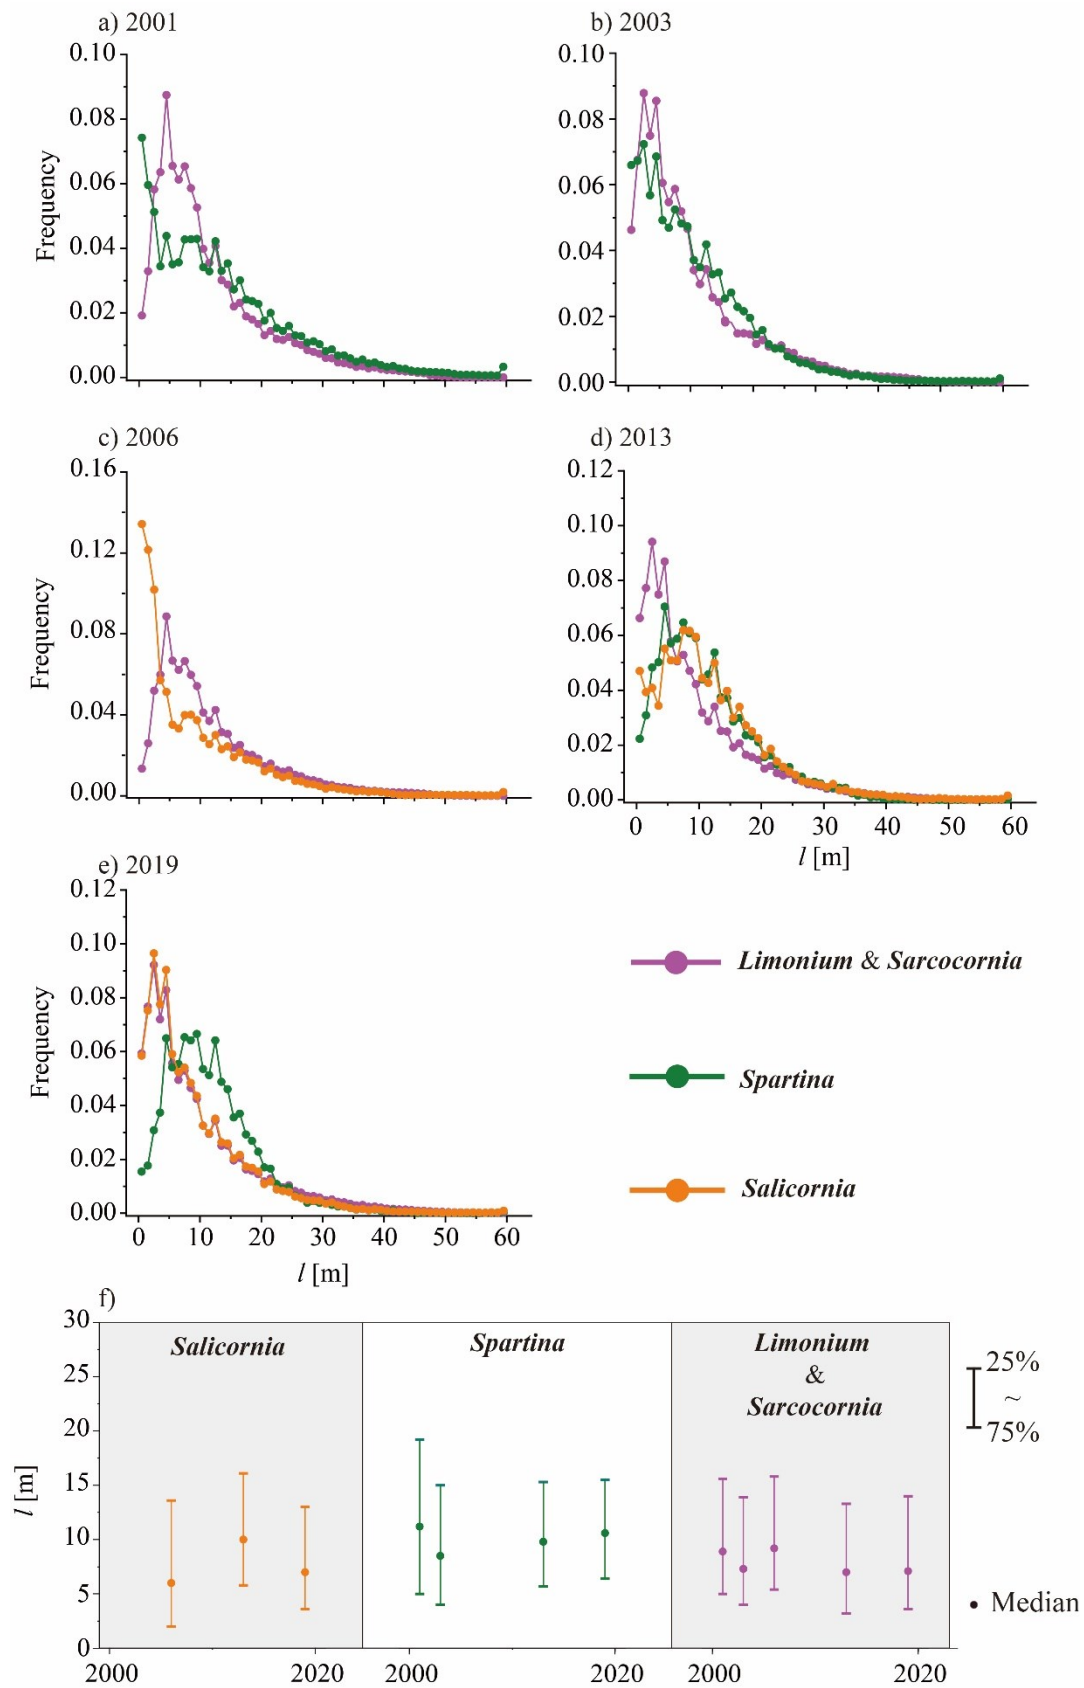 a) 2001
0.10
0.08
0.06
0.04
0.02
0.00
Frequency
b) 2003
0.10
0.08
0.06
0.04
0.02
0.00
c) 2006
0.16
0.12
0.08
0.04
0.00
Frequency
d) 2013
0.12
0.10
0.08
0.06
0.04
0.02
0.00
0 10 20 30 40 50 60
l [m]
e) 2019
0.12
0.10
0.08
0.06
0.04
0.02
0.00
Frequency
0 10 20 30 40 50 60
l [m]
Limonium & Sarcocornia
Spartina
Salicornia
f)
30
25
20
15
10
5
0
l [m]
Salicornia
Spartina
Limonium
&
Sarcocornia
25%
~
75%
Median
2000 2020 2000 2020 2000 2020